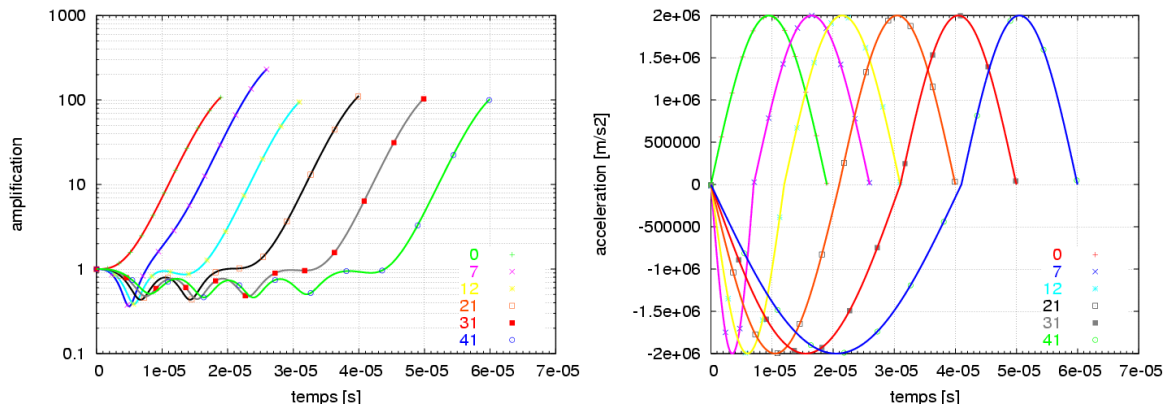 1000
100
10
1
0.1
amplification
0
7
12
21
31
41
0 1e-05 2e-05 3e-05 4e-05 5e-05 6e-05 7e-05
temps [s]
2e+06
1.5e+06
1e+06
500000
0
-500000
-1e+06
-1.5e+06
-2e+06
acceleration [m/s2]
0
7
12
21
31
41
0 1e-05 2e-05 3e-05 4e-05 5e-05 6e-05 7e-05
temps [s]